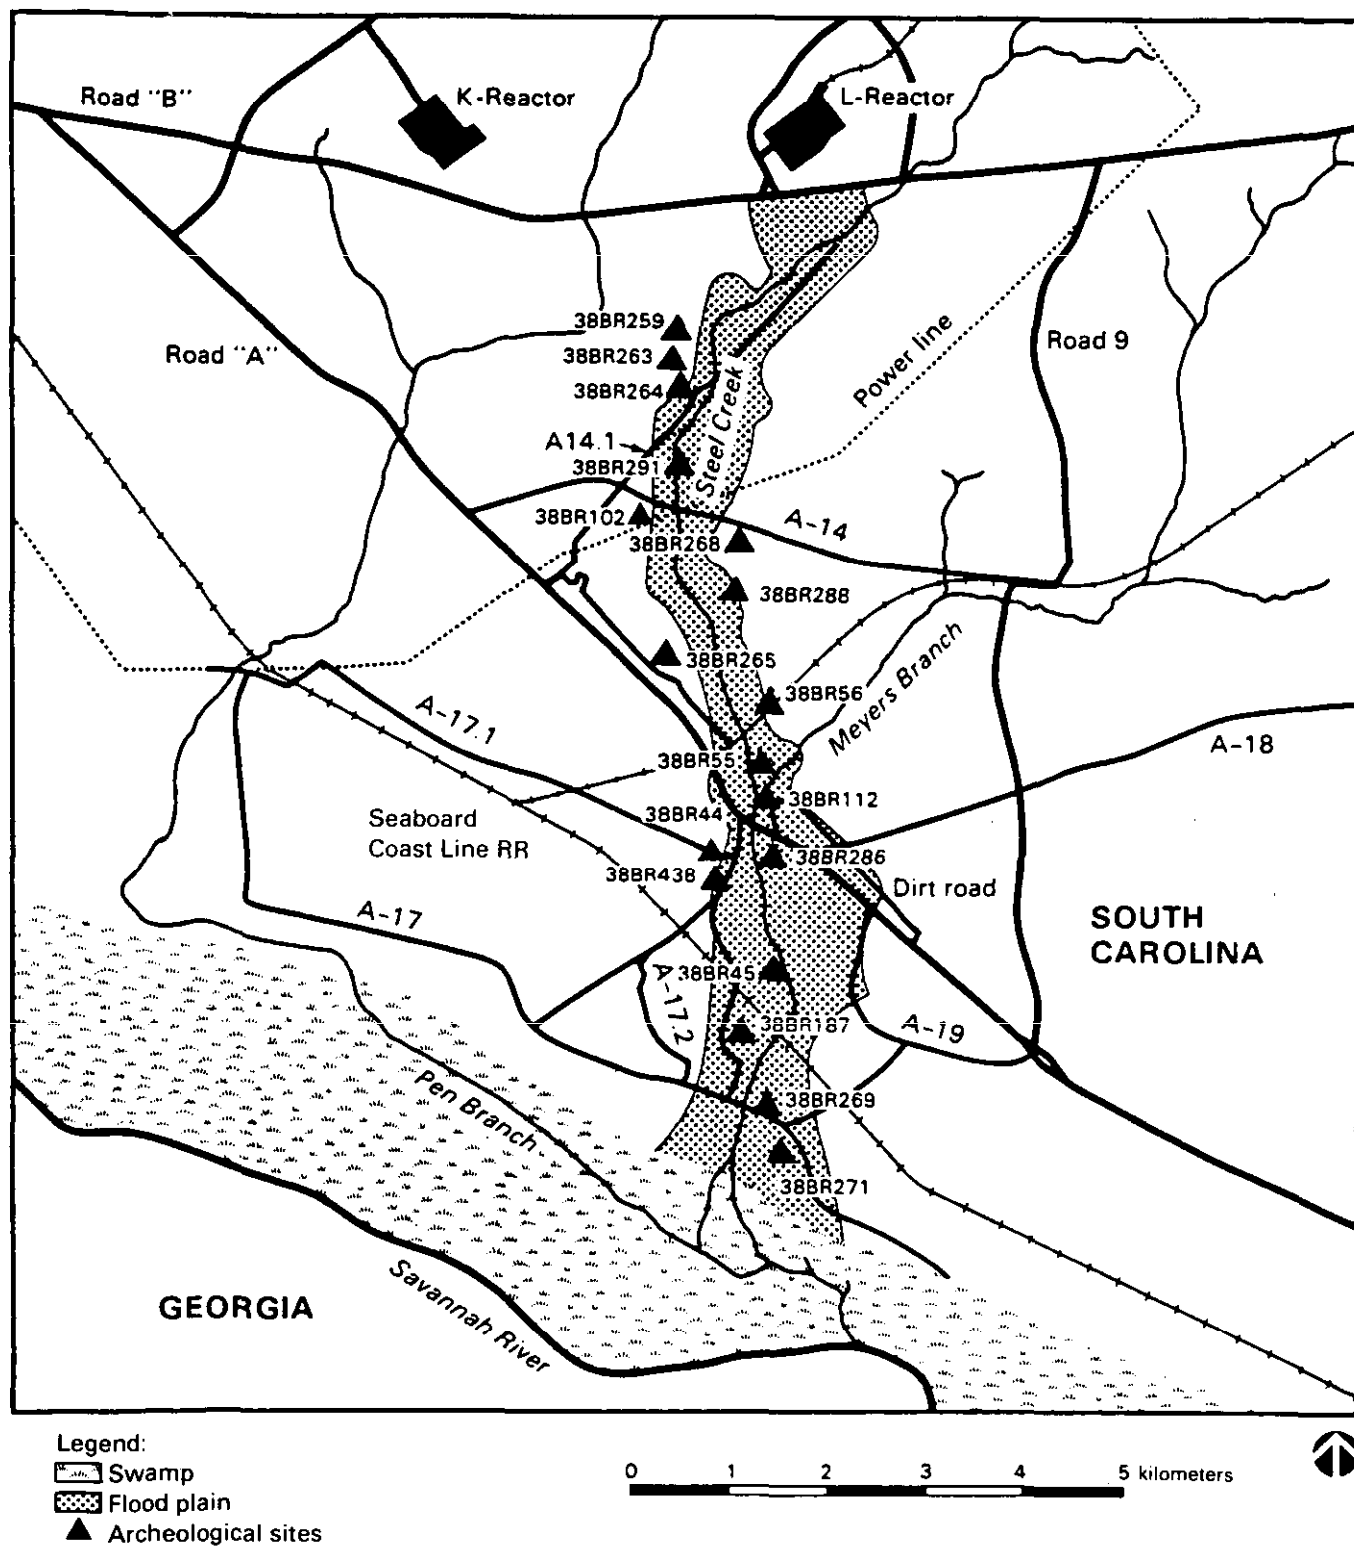 Road "B"
K-Reactor
L-Reactor
38BR259
Road "A"
38BR263
Road 9
38BR264
Power line
Steel Creek
A14.1
38BR291
38BR102
A-14
38BR268
38BR288
38BR265
Meyers Branch
38BR56
A-17.1
A-18
38BR55
38BR112
38BR44
Seaboard
Coast Line RR
38BR286
38BR438
Dirt road
A-17
SOUTH
CAROLINA
38BR45
A-17.2
38BR187
A-19
38BR269
Pen Branch
38BR271
Savannah River
GEORGIA
Legend:
Swamp
Flood plain
Archeological sites
0 1 2 3 4 5 kilometers